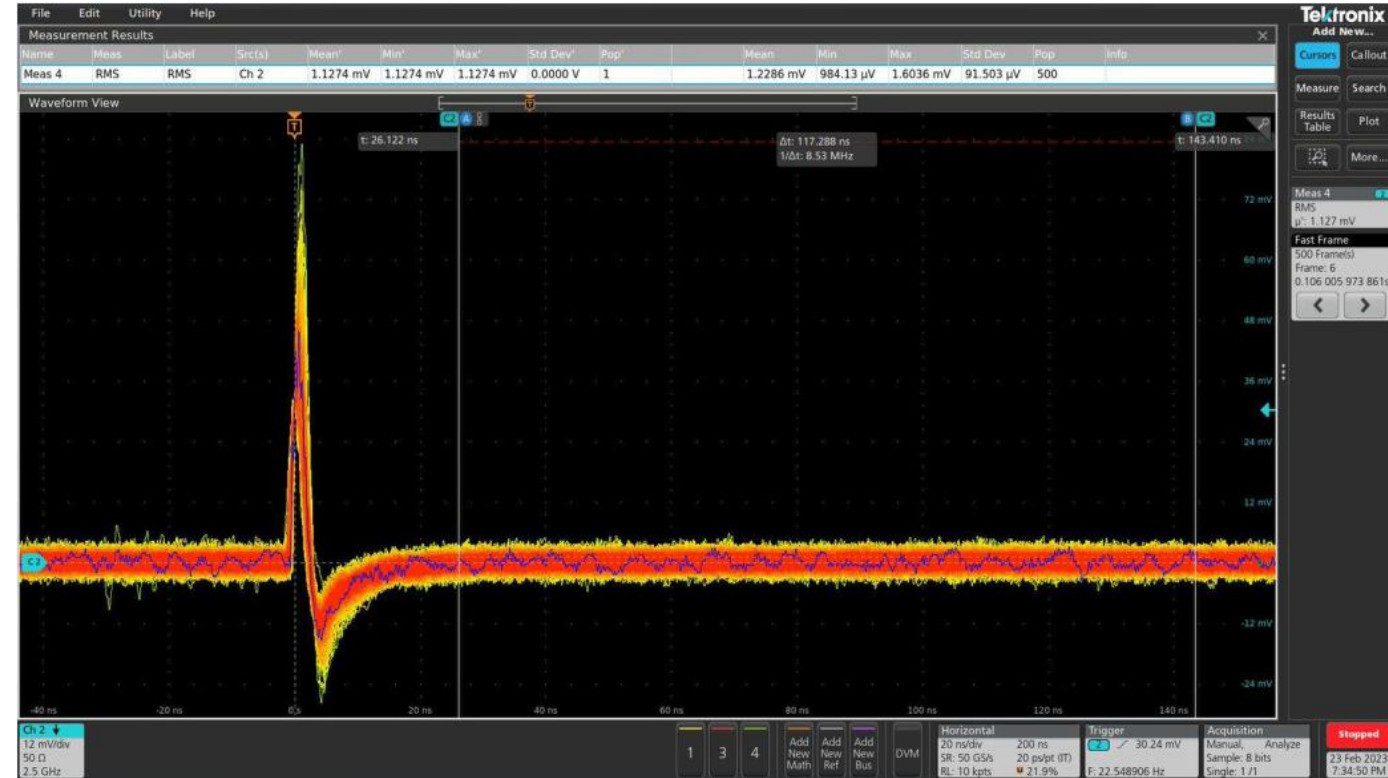 File Edit Utility Help
Tektronix
Add New...
Measurement Results
Cursors Callout
Name Meas Label Src(s) Mean' Min' Max' Std Dev' Pop' Mean Min Max Std Dev Pop Info
Meas 4 RMS RMS Ch 2 1.1274 mV 1.1274 mV 1.1274 mV 0.0000 V 1 1.2286 mV 984.13 µV 1.6036 mV 91.503 µV 500
Measure Search
Waveform View
Results Table Plot
More...
T
C2 A
B C2
t: 26.122 ns
Δt: 117.288 ns
1/Δt: 8.53 MHz
t: 143.410 ns
72 mV
60 mV
48 mV
36 mV
24 mV
12 mV
C2
-12 mV
-24 mV
-40 ns -20 ns 0 s 20 ns 40 ns 60 ns 80 ns 100 ns 120 ns 140 ns
Meas 4 2
RMS
µ': 1.127 mV
Fast Frame
500 Frame(s)
Frame: 6
0.106 005 973 861s
Ch 2
12 mV/div
50 Ω
2.5 GHz
1 3 4
Add New Math
Add New Ref
Add New Bus
DVM
Horizontal
20 ns/div 200 ns
SR: 50 GS/s 20 ps/pt (IT)
RL: 10 kpts 21.9%
Trigger
2 30.24 mV
F: 22.548906 Hz
Acquisition
Manual, Analyze
Sample: 8 bits
Single: 1 /1
Stopped
23 Feb 2023
7:34:50 PM